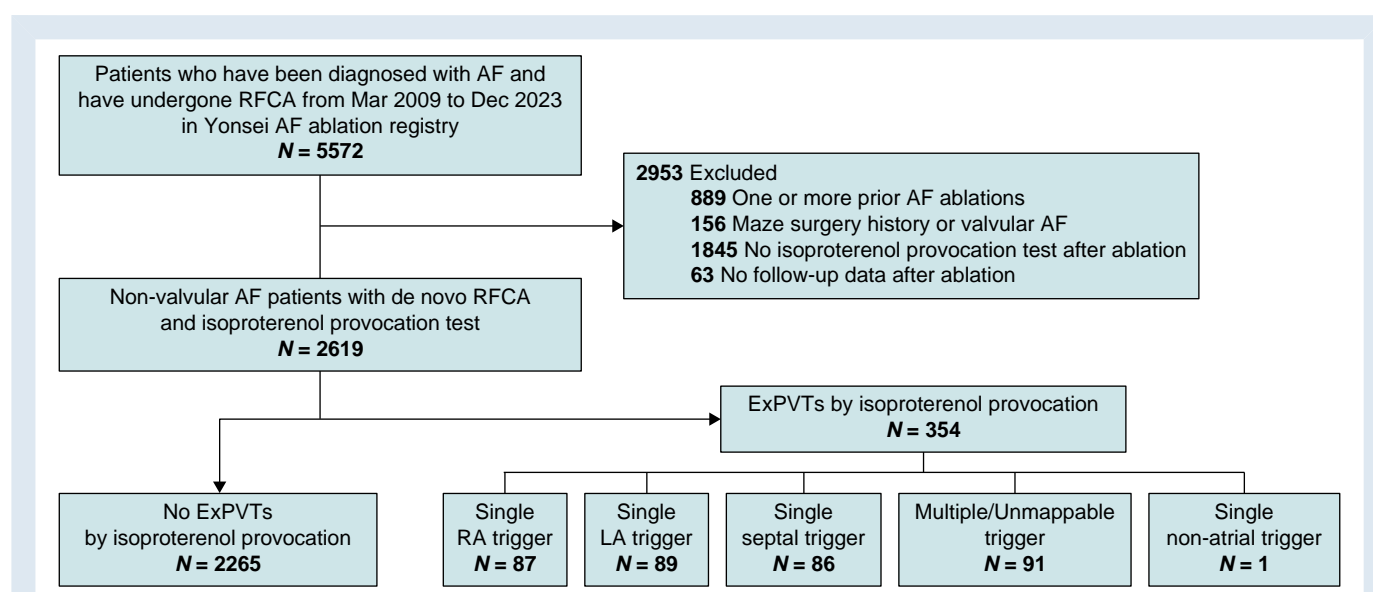 Patients who have been diagnosed with AF and
have undergone RFCA from Mar 2009 to Dec 2023
in Yonsei AF ablation registry
N = 5572
2953 Excluded
889 One or more prior AF ablations
156 Maze surgery history or valvular AF
1845 No isoproterenol provocation test after ablation
63 No follow-up data after ablation
Non-valvular AF patients with de novo RFCA
and isoproterenol provocation test
N = 2619
ExPVTs by isoproterenol provocation
N = 354
No ExPVTs
by isoproterenol provocation
N = 2265
Single
RA trigger
N = 87
Single
LA trigger
N = 89
Single
septal trigger
N = 86
Multiple/Unmappable
trigger
N = 91
Single
non-atrial trigger
N = 1